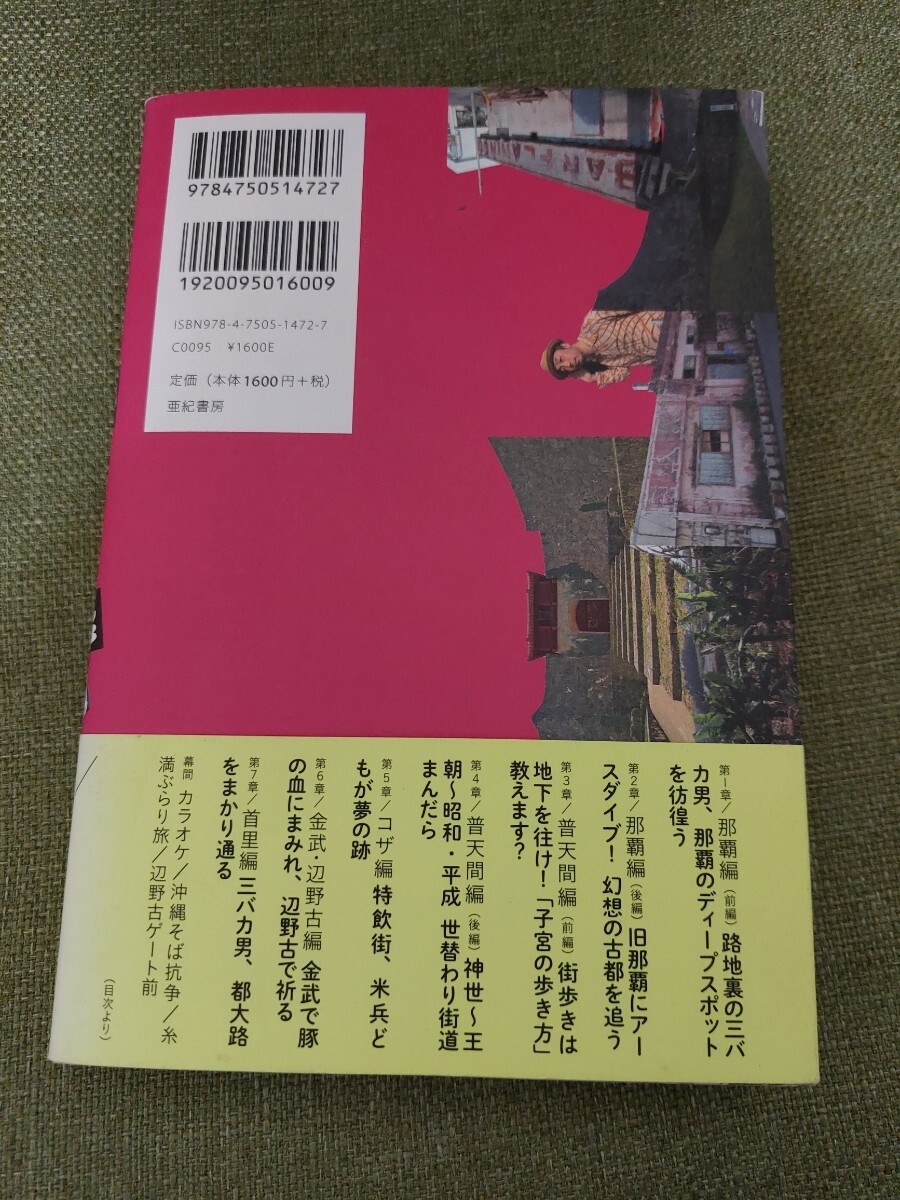 9784750514727
1920095016009
ISBN978-4-7505-1472-7
C0095 ¥1600E
定価(本体1600円+税)
亜紀書房
BAR
第1章/那覇編(前編)路地裏の三バ
カ男、那覇のディープスポット
を彷徨う
第2章/那覇編(後編)旧那覇にアー
スダイブ! 幻想の古都を追う
第3章/普天間編(前編)街歩きは
地下を往け!「子宮の歩き方」
教えます?
第4章/普天間編(後編)神世〜王
朝〜昭和・平成 世替わり街道
まんだら
第5章/コザ編 特飲街、米兵ど
もが夢の跡
第6章/金武・辺野古編 金武で豚
の血にまみれ、辺野古で祈る
第7章/首里編 三バカ男、都大路
をまかり通る
幕間 カラオケ/沖縄そば抗争/糸
満ぶらり旅/辺野古ゲート前
(目次より)